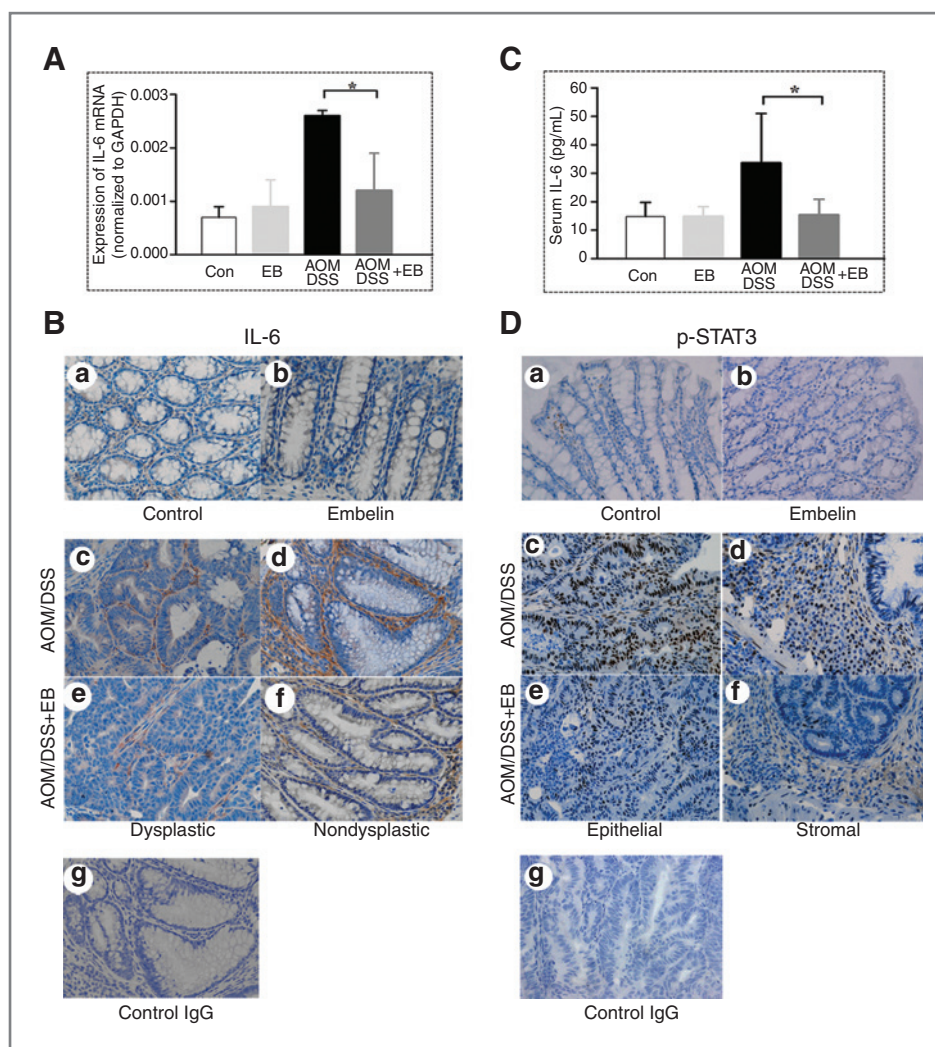 A
Expression of IL-6 mRNA
(normalized to GAPDH)
0.003
0.002
0.001
0.000
*
Con
EB
AOM
DSS
AOM
DSS
+EB
C
Serum IL-6 (pg/mL)
60
50
40
30
20
10
0
*
Con
EB
AOM
DSS
AOM
DSS
+EB
B
IL-6
a
b
Control
Embelin
AOM/DSS
c
d
AOM/DSS+EB
e
f
Dysplastic
Nondysplastic
g
Control IgG
D
p-STAT3
a
b
Control
Embelin
AOM/DSS
c
d
AOM/DSS+EB
e
f
Epithelial
Stromal
g
Control IgG